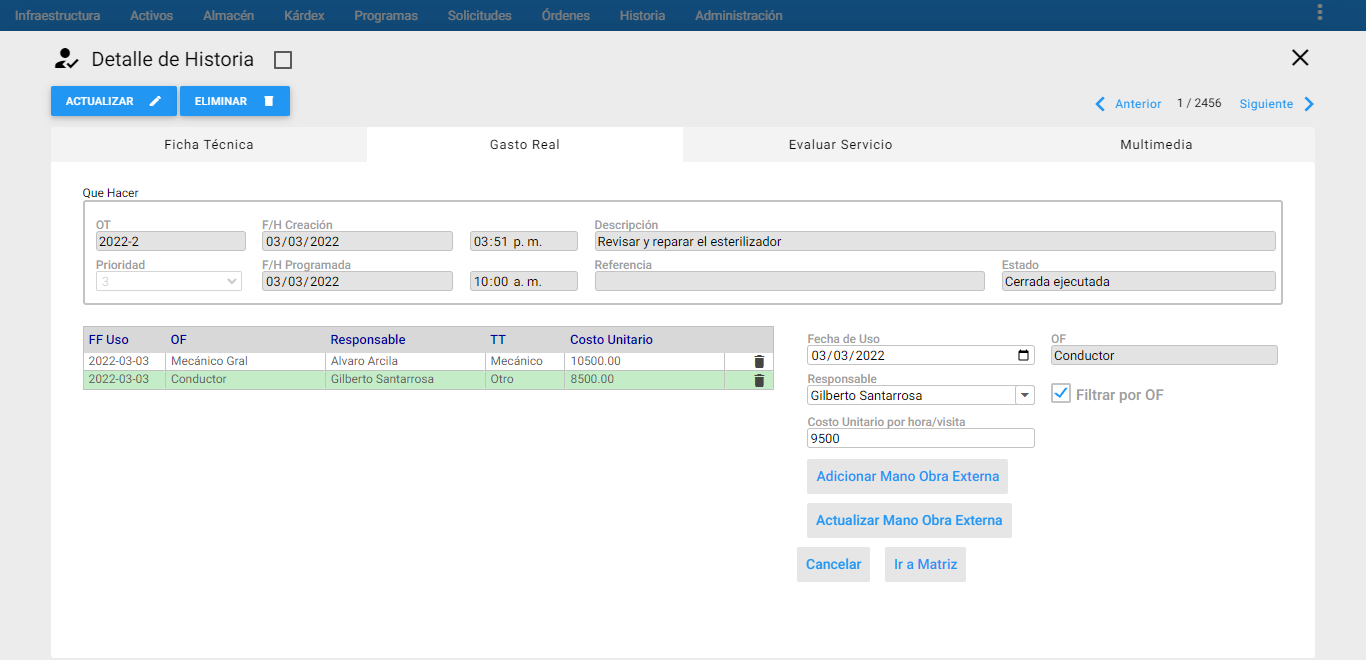 Infraestructura Activos Almacén Kárdex Programas Solicitudes Órdenes Historia Administración
Detalle de Historia
ACTUALIZAR ELIMINAR
Anterior 1 / 2456 Siguiente
Ficha Técnica Gasto Real Evaluar Servicio Multimedia
Que Hacer
OT F/H Creación Descripción
2022-2 03/03/2022 03:51 p. m. Revisar y reparar el esterilizador
Prioridad F/H Programada Referencia Estado
3 03/03/2022 10:00 a. m. Cerrada ejecutada
FF Uso OF Responsable TT Costo Unitario
2022-03-03 Mecánico Gral Alvaro Arcila Mecánico 10500.00
2022-03-03 Conductor Gilberto Santarrosa Otro 8500.00
Fecha de Uso OF
03/03/2022 Conductor
Responsable
Gilberto Santarrosa Filtrar por OF
Costo Unitario por hora/visita
9500
Adicionar Mano Obra Externa
Actualizar Mano Obra Externa
Cancelar Ir a Matriz